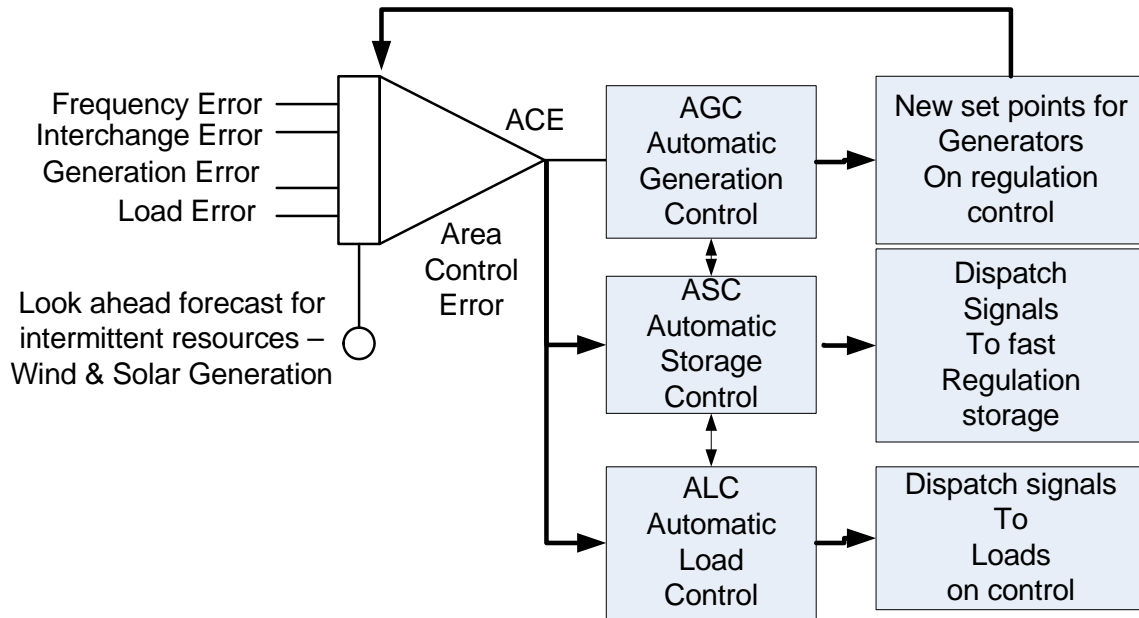 Frequency Error
Interchange Error
Generation Error
Load Error
Look ahead forecast for
intermittent resources –
Wind & Solar Generation
ACE
Area
Control
Error
AGC
Automatic
Generation
Control
New set points for
Generators
On regulation
control
ASC
Automatic
Storage
Control
Dispatch
Signals
To fast
Regulation
storage
ALC
Automatic
Load
Control
Dispatch signals
To
Loads
on control